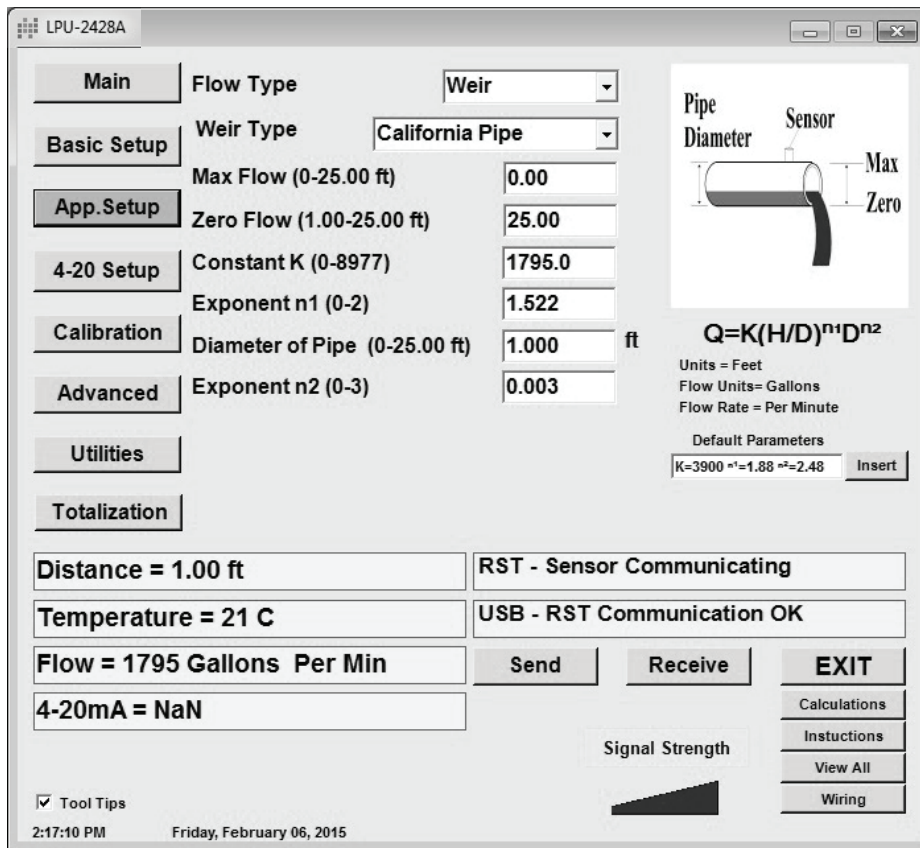 LPU-2428A
Main
Basic Setup
App.Setup
4-20 Setup
Calibration
Advanced
Utilities
Totalization
Flow Type
Weir
Weir Type
California Pipe
Max Flow (0-25.00 ft)
0.00
Zero Flow (1.00-25.00 ft)
25.00
Constant K (0-8977)
1795.0
Exponent n1 (0-2)
1.522
Diameter of Pipe (0-25.00 ft)
1.000
ft
Exponent n2 (0-3)
0.003
Pipe
Diameter
Sensor
Max
Zero
Q=K(H/D)ⁿ¹Dⁿ²
Units = Feet
Flow Units= Gallons
Flow Rate = Per Minute
Default Parameters
K=3900 ⁿ¹=1.88 ⁿ²=2.48
Insert
Distance = 1.00 ft
Temperature = 21 C
Flow = 1795 Gallons Per Min
4-20mA = NaN
RST - Sensor Communicating
USB - RST Communication OK
Send
Receive
EXIT
Calculations
Instuctions
View All
Wiring
Signal Strength
Tool Tips
2:17:10 PM
Friday, February 06, 2015